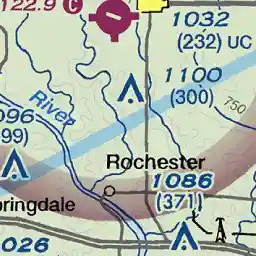 122.9 C
1032
(232) UC
1100
(300)
750
River
096
99)
Rochester
1086
(371)
ringdale
026